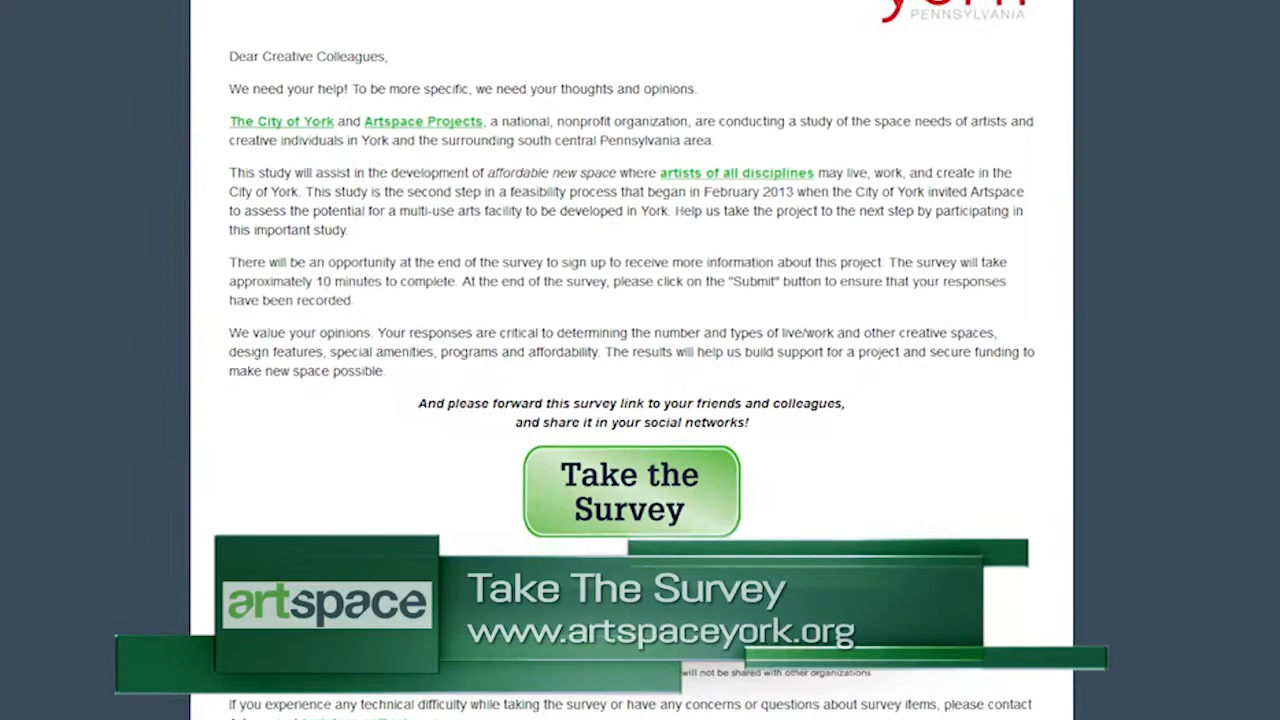 york
PENNSYLVANIA
Dear Creative Colleagues,
We need your help! To be more specific, we need your thoughts and opinions.
The City of York and Artspace Projects, a national, nonprofit organization, are conducting a study of the space needs of artists and
creative individuals in York and the surrounding south central Pennsylvania area.
This study will assist in the development of affordable new space where artists of all disciplines may live, work, and create in the
City of York. This study is the second step in a feasibility process that began in February 2013 when the City of York invited Artspace
to assess the potential for a multi-use arts facility to be developed in York. Help us take the project to the next step by participating in
this important study.
There will be an opportunity at the end of the survey to sign up to receive more information about this project. The survey will take
approximately 10 minutes to complete. At the end of the survey, please click on the "Submit" button to ensure that your responses
have been recorded.
We value your opinions. Your responses are critical to determining the number and types of live/work and other creative spaces,
design features, special amenities, programs and affordability. The results will help us build support for a project and secure funding to
make new space possible.
And please forward this survey link to your friends and colleagues,
and share it in your social networks!
Take the
Survey
artspace
Take The Survey
www.artspaceyork.org
will not be shared with other organizations
If you experience any technical difficulty while taking the survey or have any concerns or questions about survey items, please contact